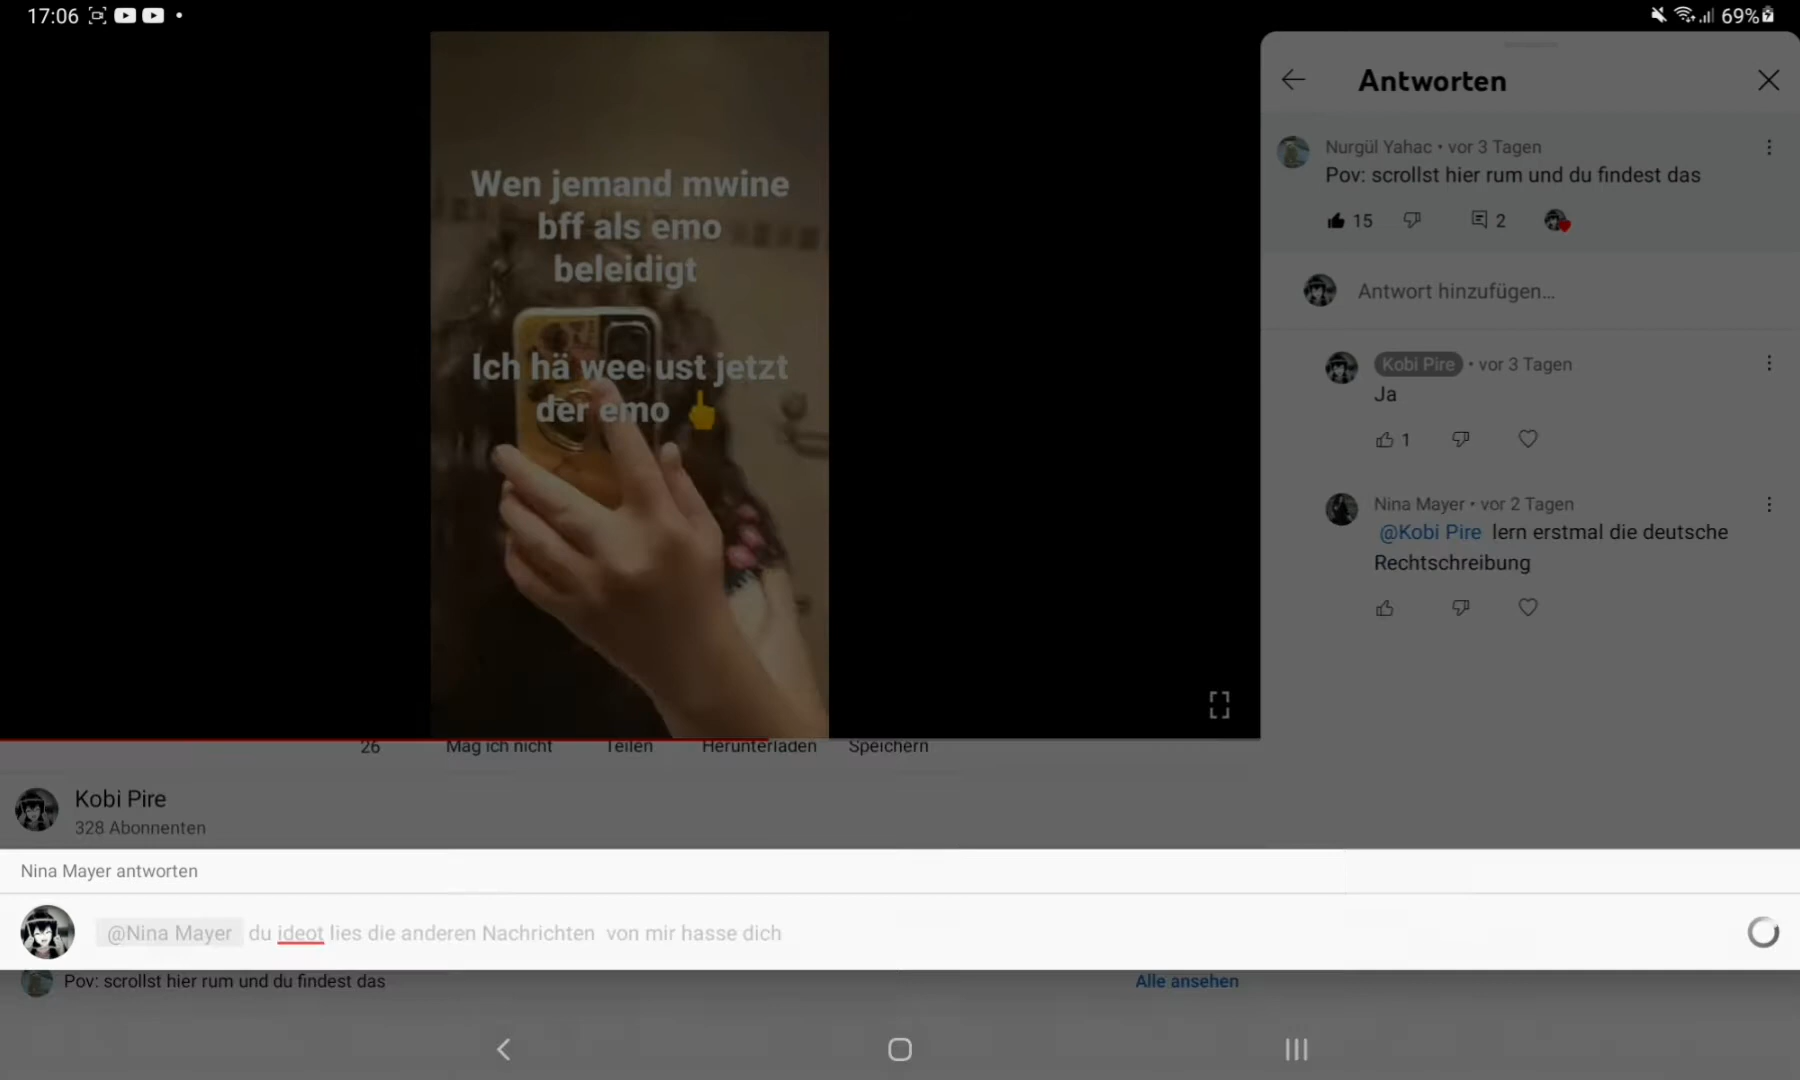 17:06
69%
Wen jemand mwine
bff als emo
beleidigt
Ich hä wee ust jetzt
der emo
Antworten
Nurgül Yahac • vor 3 Tagen
Pov: scrollst hier rum und du findest das
15
2
Antwort hinzufügen...
Kobi Pire • vor 3 Tagen
Ja
1
Nina Mayer • vor 2 Tagen
@Kobi Pire lern erstmal die deutsche
Rechtschreibung
26 Mag ich nicht Teilen Herunterladen Speichern
Kobi Pire
328 Abonnenten
Nina Mayer antworten
@Nina Mayer du ideot lies die anderen Nachrichten von mir hasse dich
Pov: scrollst hier rum und du findest das
Alle ansehen